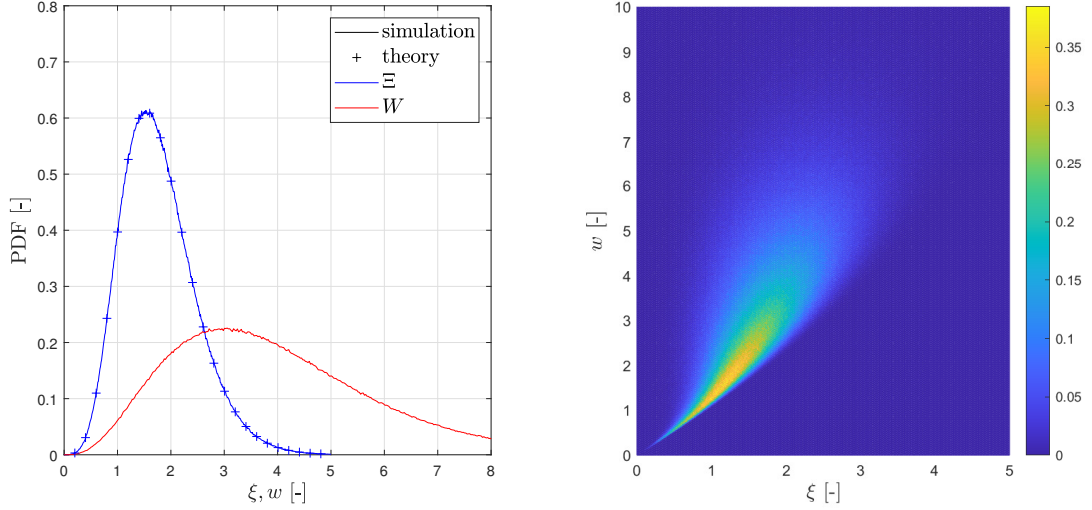 0.8
0.7
0.6
0.5
0.4
0.3
0.2
0.1
0
PDF [-]
simulation
theory
Ξ
W
0 1 2 3 4 5 6 7 8
ξ, w [-]
10
9
8
7
6
5
4
3
2
1
0
w [-]
0 1 2 3 4 5
ξ [-]
0.35
0.3
0.25
0.2
0.15
0.1
0.05
0